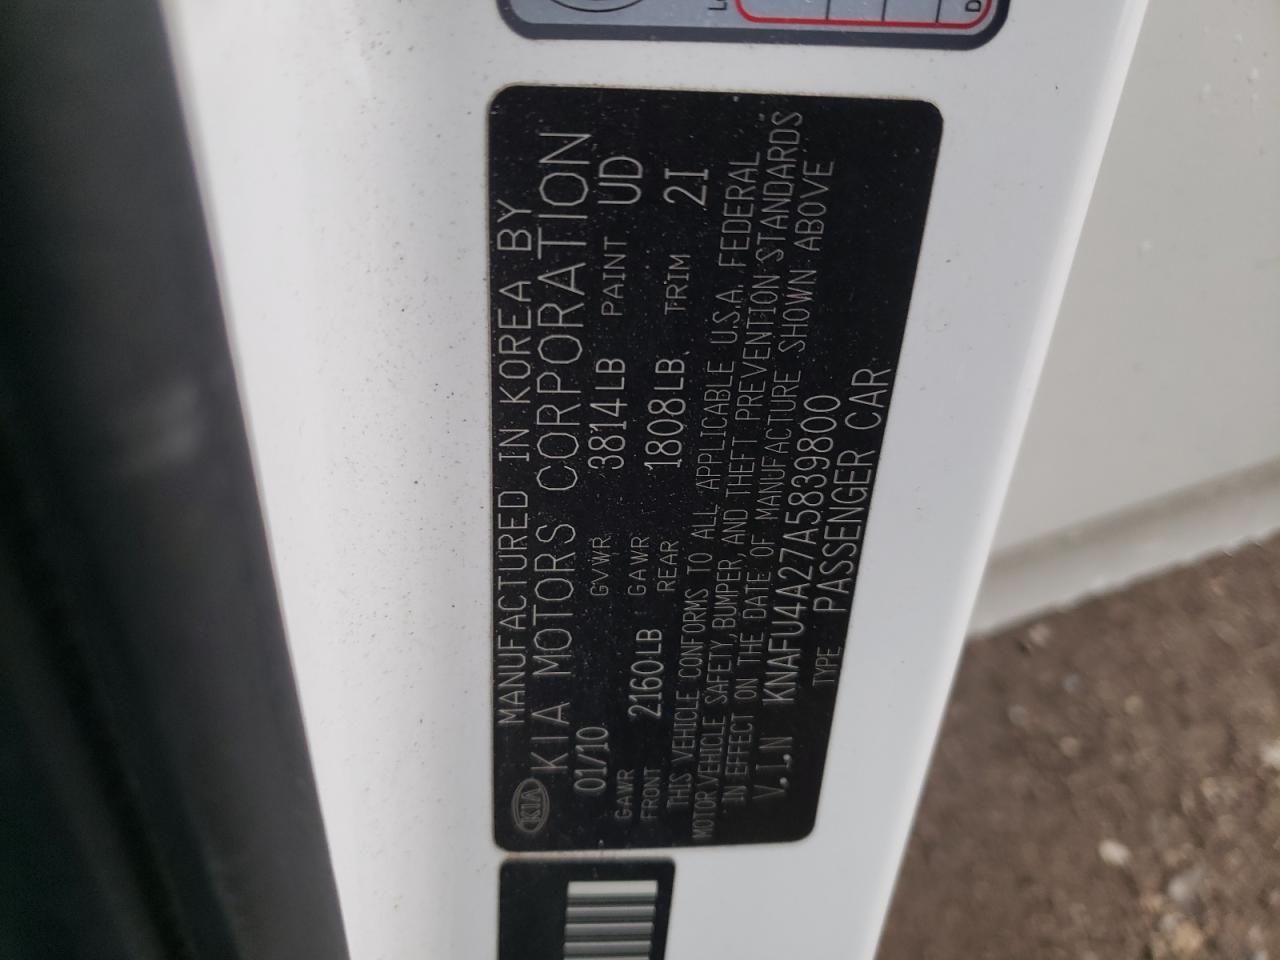 KIA
MANUFACTURED IN KOREA BY
KIA MOTORS CORPORATION
01/10 GVWR 3814LB PAINT UD
GAWR FRONT 2160LB GAWR REAR 1808LB TRIM 2I
THIS VEHICLE CONFORMS TO ALL APPLICABLE U.S.A. FEDERAL
MOTOR VEHICLE SAFETY, BUMPER, AND THEFT PREVENTION STANDARDS
IN EFFECT ON THE DATE OF MANUFACTURE SHOWN ABOVE
V.I.N KNAFU4A27A5839800
TYPE PASSENGER CAR